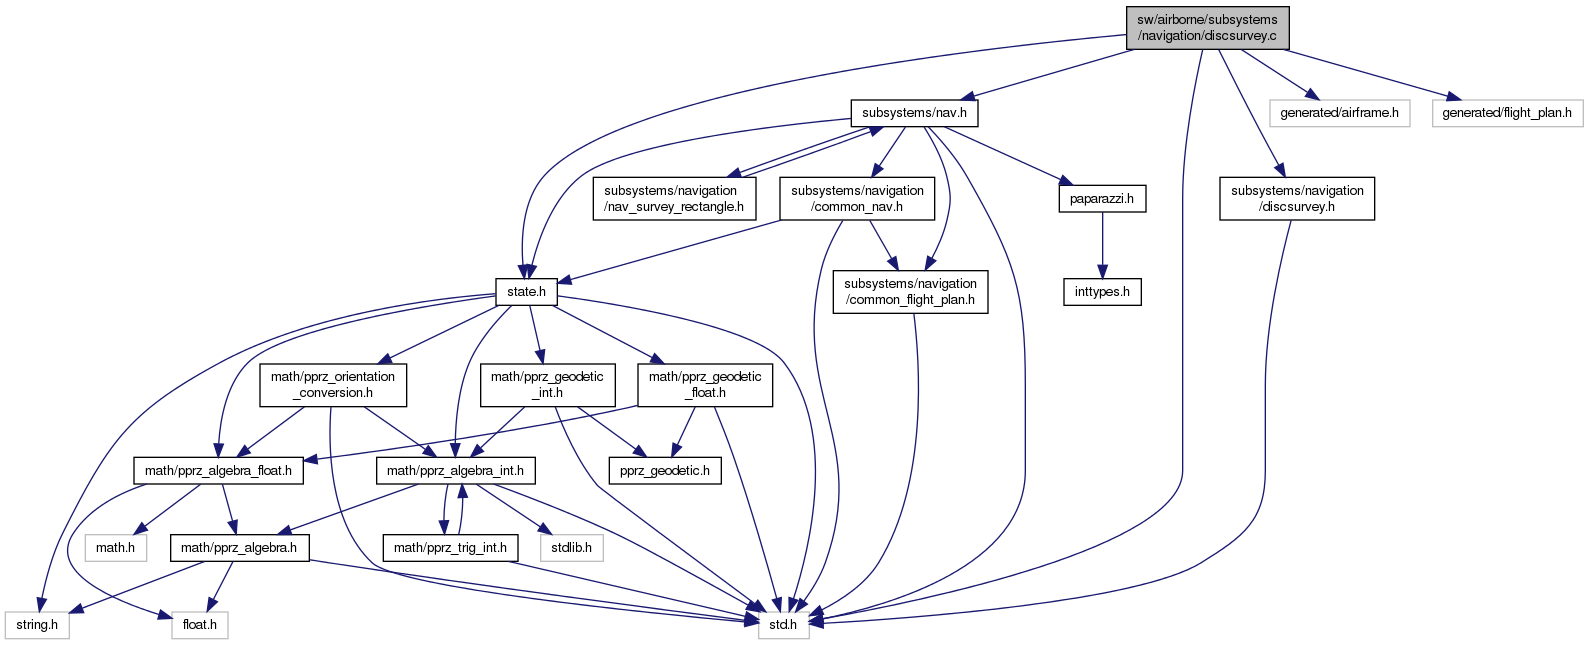 sw/airborne/subsystems
/navigation/discsurvey.c
subsystems/nav.h
generated/airframe.h
generated/flight_plan.h
subsystems/navigation
/nav_survey_rectangle.h
subsystems/navigation
/common_nav.h
paparazzi.h
subsystems/navigation
/discsurvey.h
state.h
subsystems/navigation
/common_flight_plan.h
inttypes.h
math/pprz_orientation
_conversion.h
math/pprz_geodetic
_int.h
math/pprz_geodetic
_float.h
math/pprz_algebra_float.h
math/pprz_algebra_int.h
pprz_geodetic.h
math.h
math/pprz_algebra.h
math/pprz_trig_int.h
stdlib.h
string.h
float.h
std.h